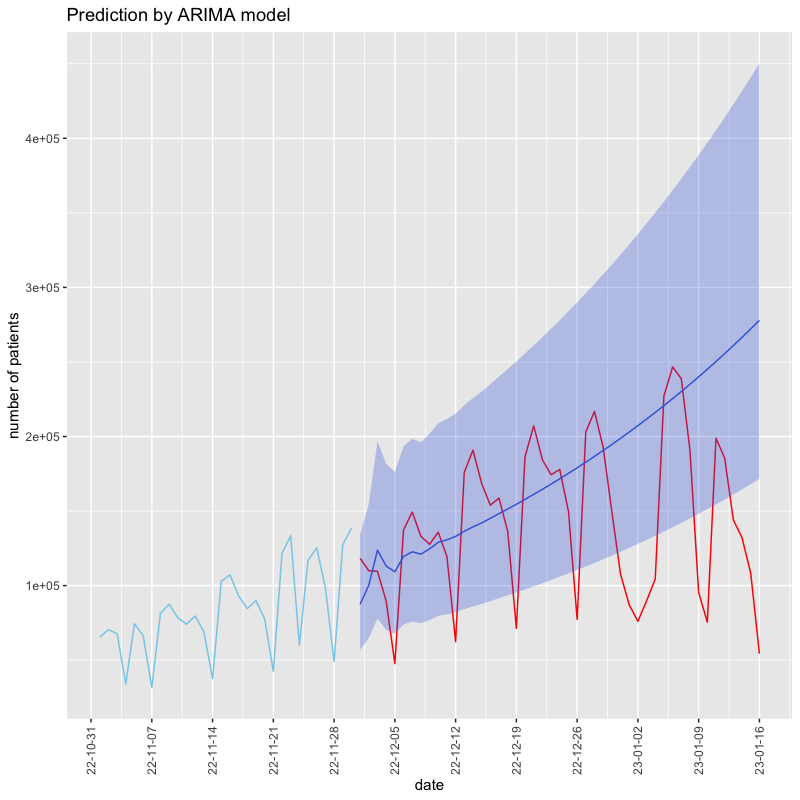 Prediction by ARIMA model
number of patients
4e+05
3e+05
2e+05
1e+05
22-10-31
22-11-07
22-11-14
22-11-21
22-11-28
22-12-05
22-12-12
22-12-19
22-12-26
23-01-02
23-01-09
23-01-16
date